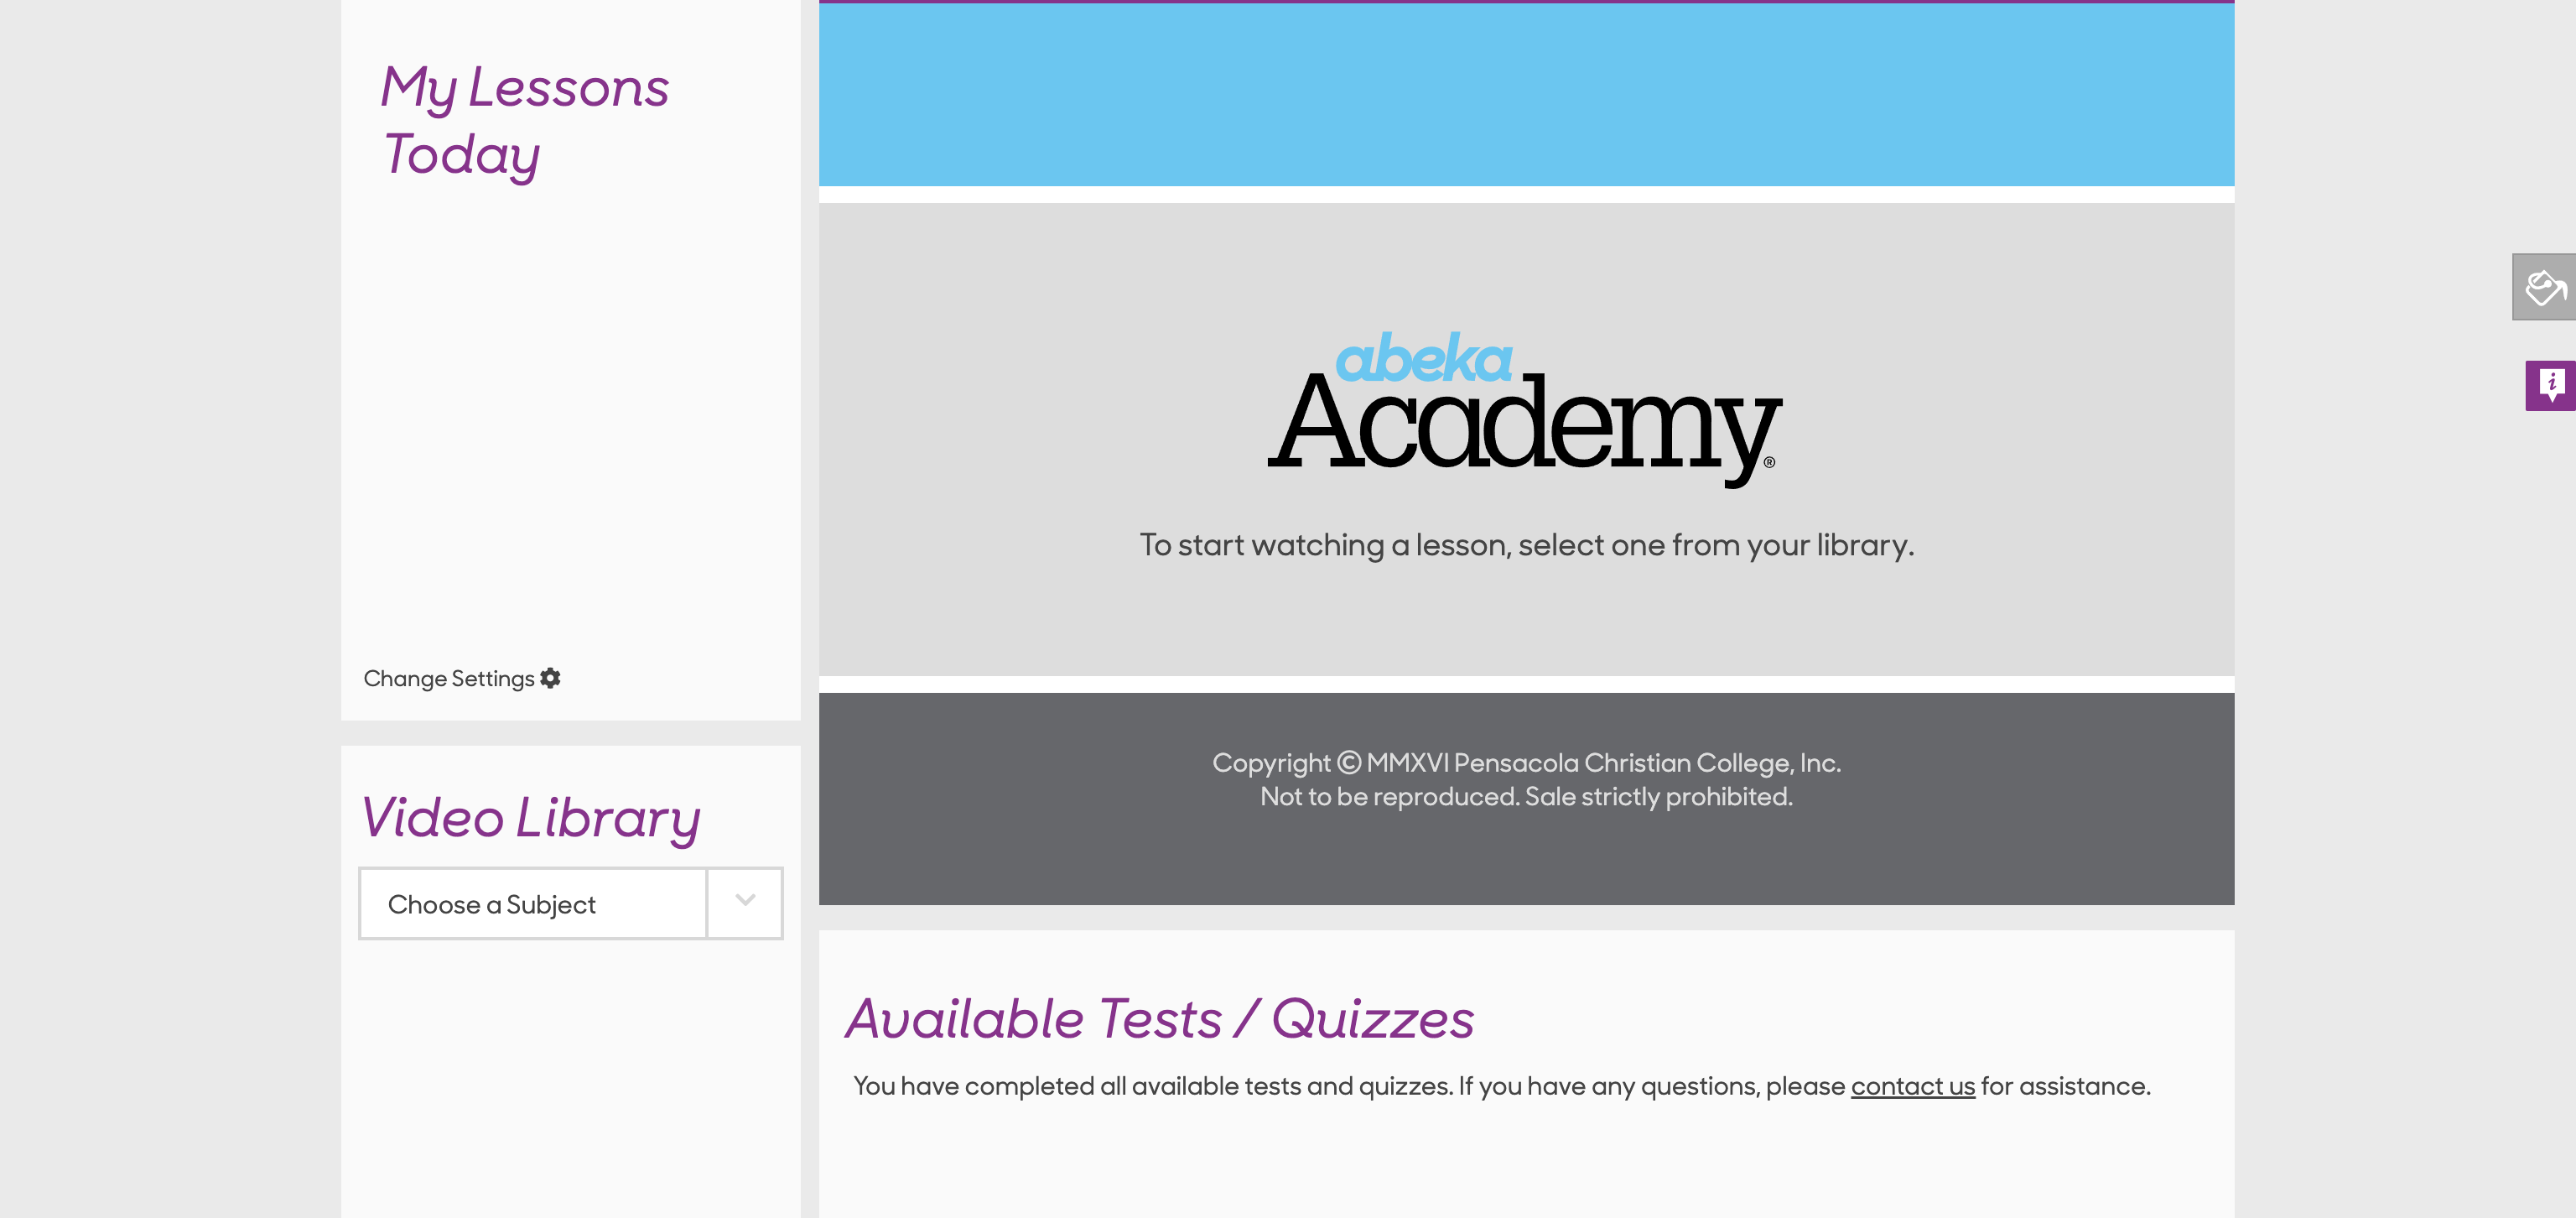 My Lessons
Today
Change Settings
Video Library
Choose a Subject
abeka
Academy®
To start watching a lesson, select one from your library.
Copyright © MMXVI Pensacola Christian College, Inc.
Not to be reproduced. Sale strictly prohibited.
Available Tests / Quizzes
You have completed all available tests and quizzes. If you have any questions, please contact us for assistance.
i